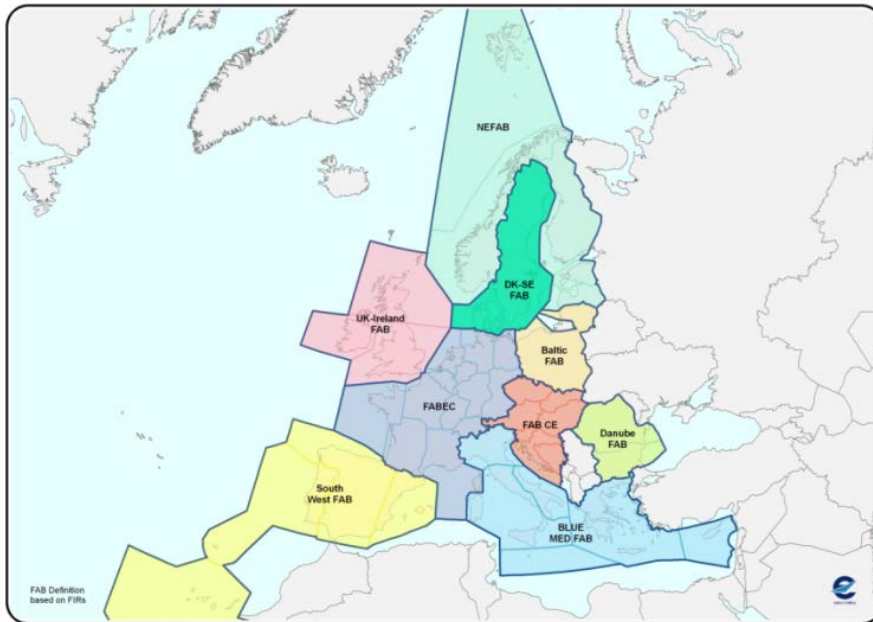 NEFAB
DK-SE
FAB
UK-Ireland
FAB
Baltic
FAB
FABEC
FAB CE
Danube
FAB
South
West FAB
BLUE
MED FAB
FAB Definition
based on FIRs